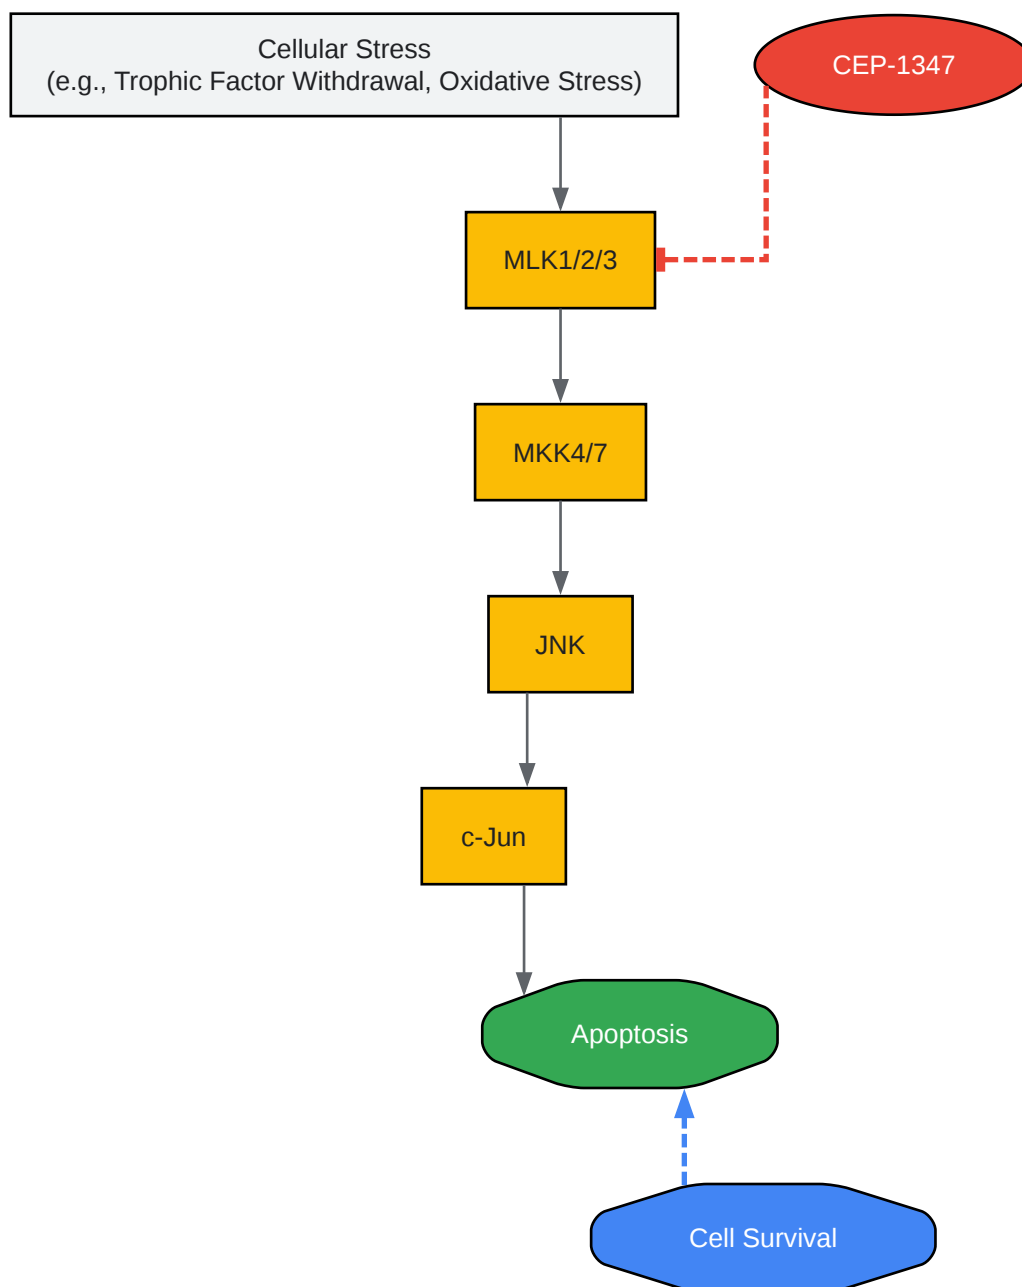 Cellular Stress
(e.g., Trophic Factor Withdrawal, Oxidative Stress)
CEP-1347
MLK1/2/3
MKK4/7
JNK
c-Jun
Apoptosis
Cell Survival